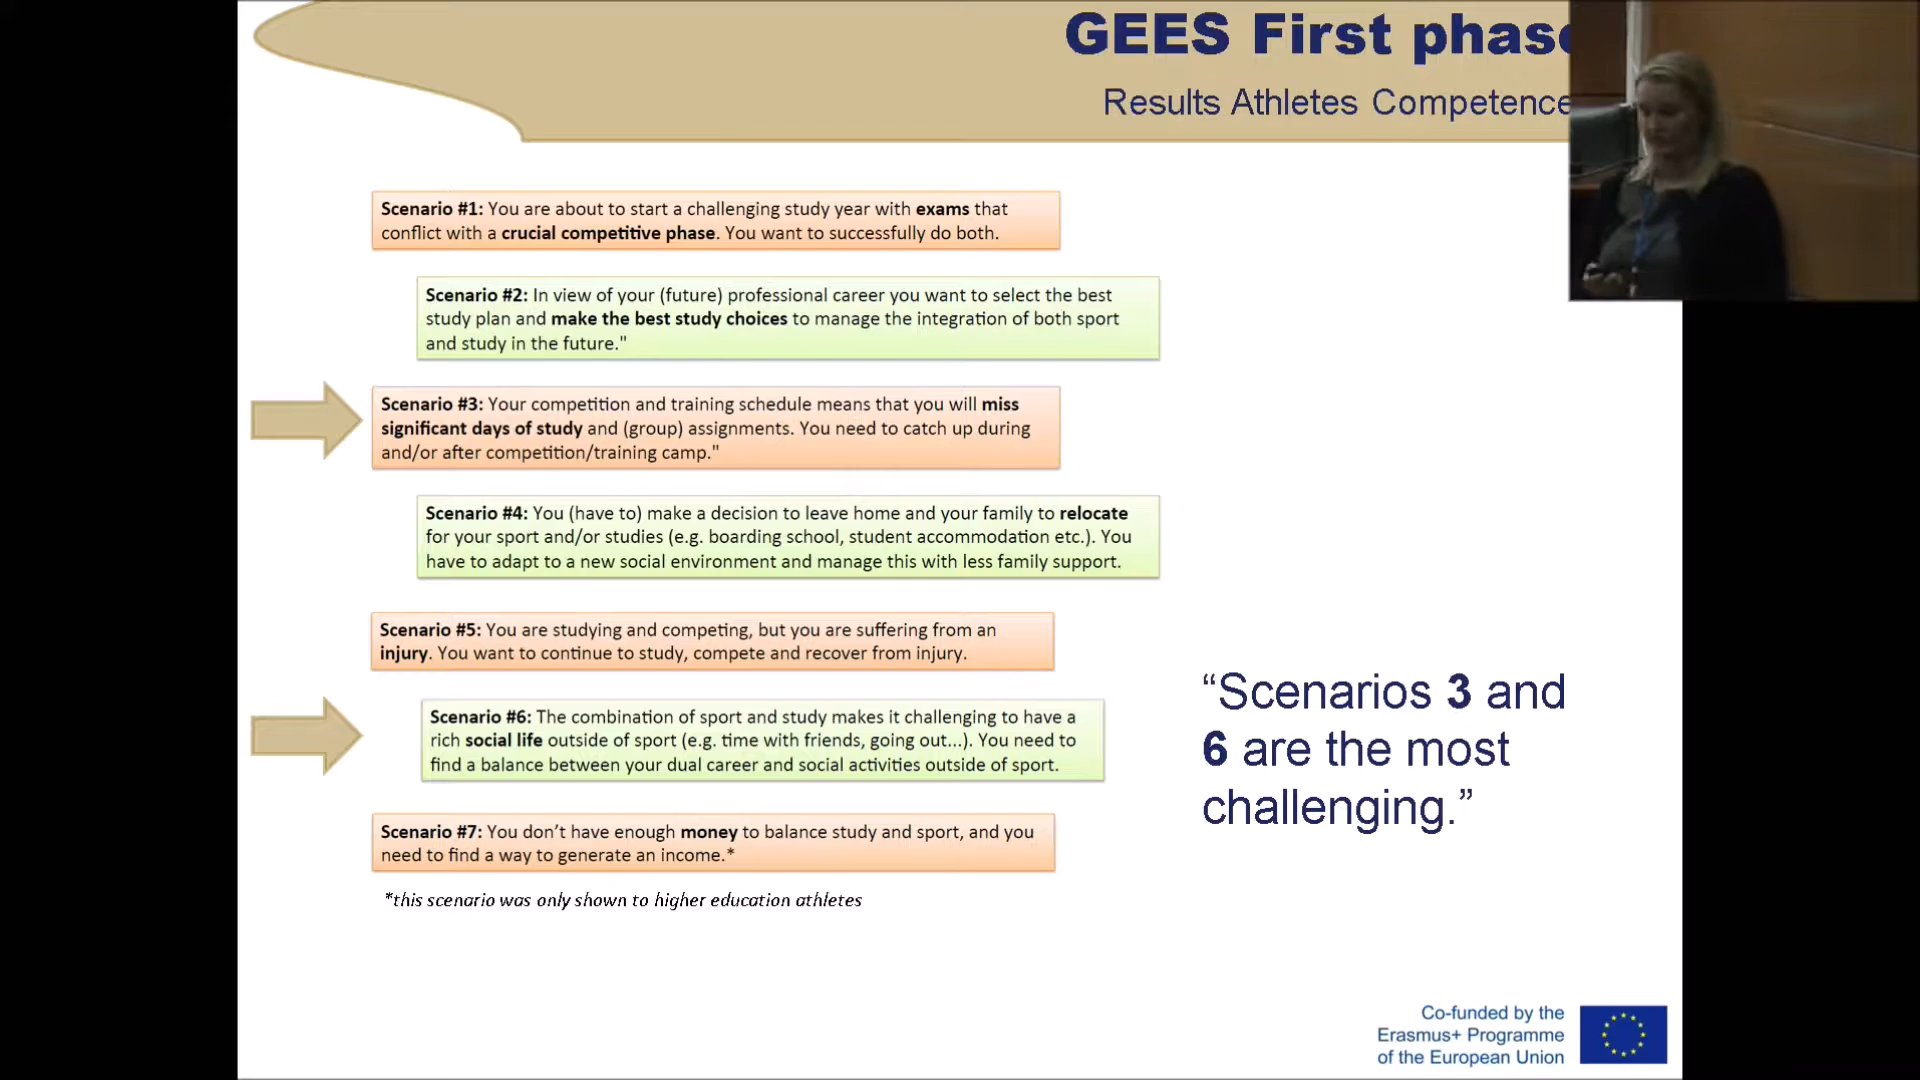 GEES First phase
Results Athletes Competence
Scenario #1: You are about to start a challenging study year with exams that
conflict with a crucial competitive phase. You want to successfully do both.
Scenario #2: In view of your (future) professional career you want to select the best
study plan and make the best study choices to manage the integration of both sport
and study in the future."
Scenario #3: Your competition and training schedule means that you will miss
significant days of study and (group) assignments. You need to catch up during
and/or after competition/training camp."
Scenario #4: You (have to) make a decision to leave home and your family to relocate
for your sport and/or studies (e.g. boarding school, student accommodation etc.). You
have to adapt to a new social environment and manage this with less family support.
Scenario #5: You are studying and competing, but you are suffering from an
injury. You want to continue to study, compete and recover from injury.
Scenario #6: The combination of sport and study makes it challenging to have a
rich social life outside of sport (e.g. time with friends, going out...). You need to
find a balance between your dual career and social activities outside of sport.
“Scenarios 3 and
6 are the most
challenging.”
Scenario #7: You don’t have enough money to balance study and sport, and you
need to find a way to generate an income.*
*this scenario was only shown to higher education athletes
Co-funded by the
Erasmus+ Programme
of the European Union